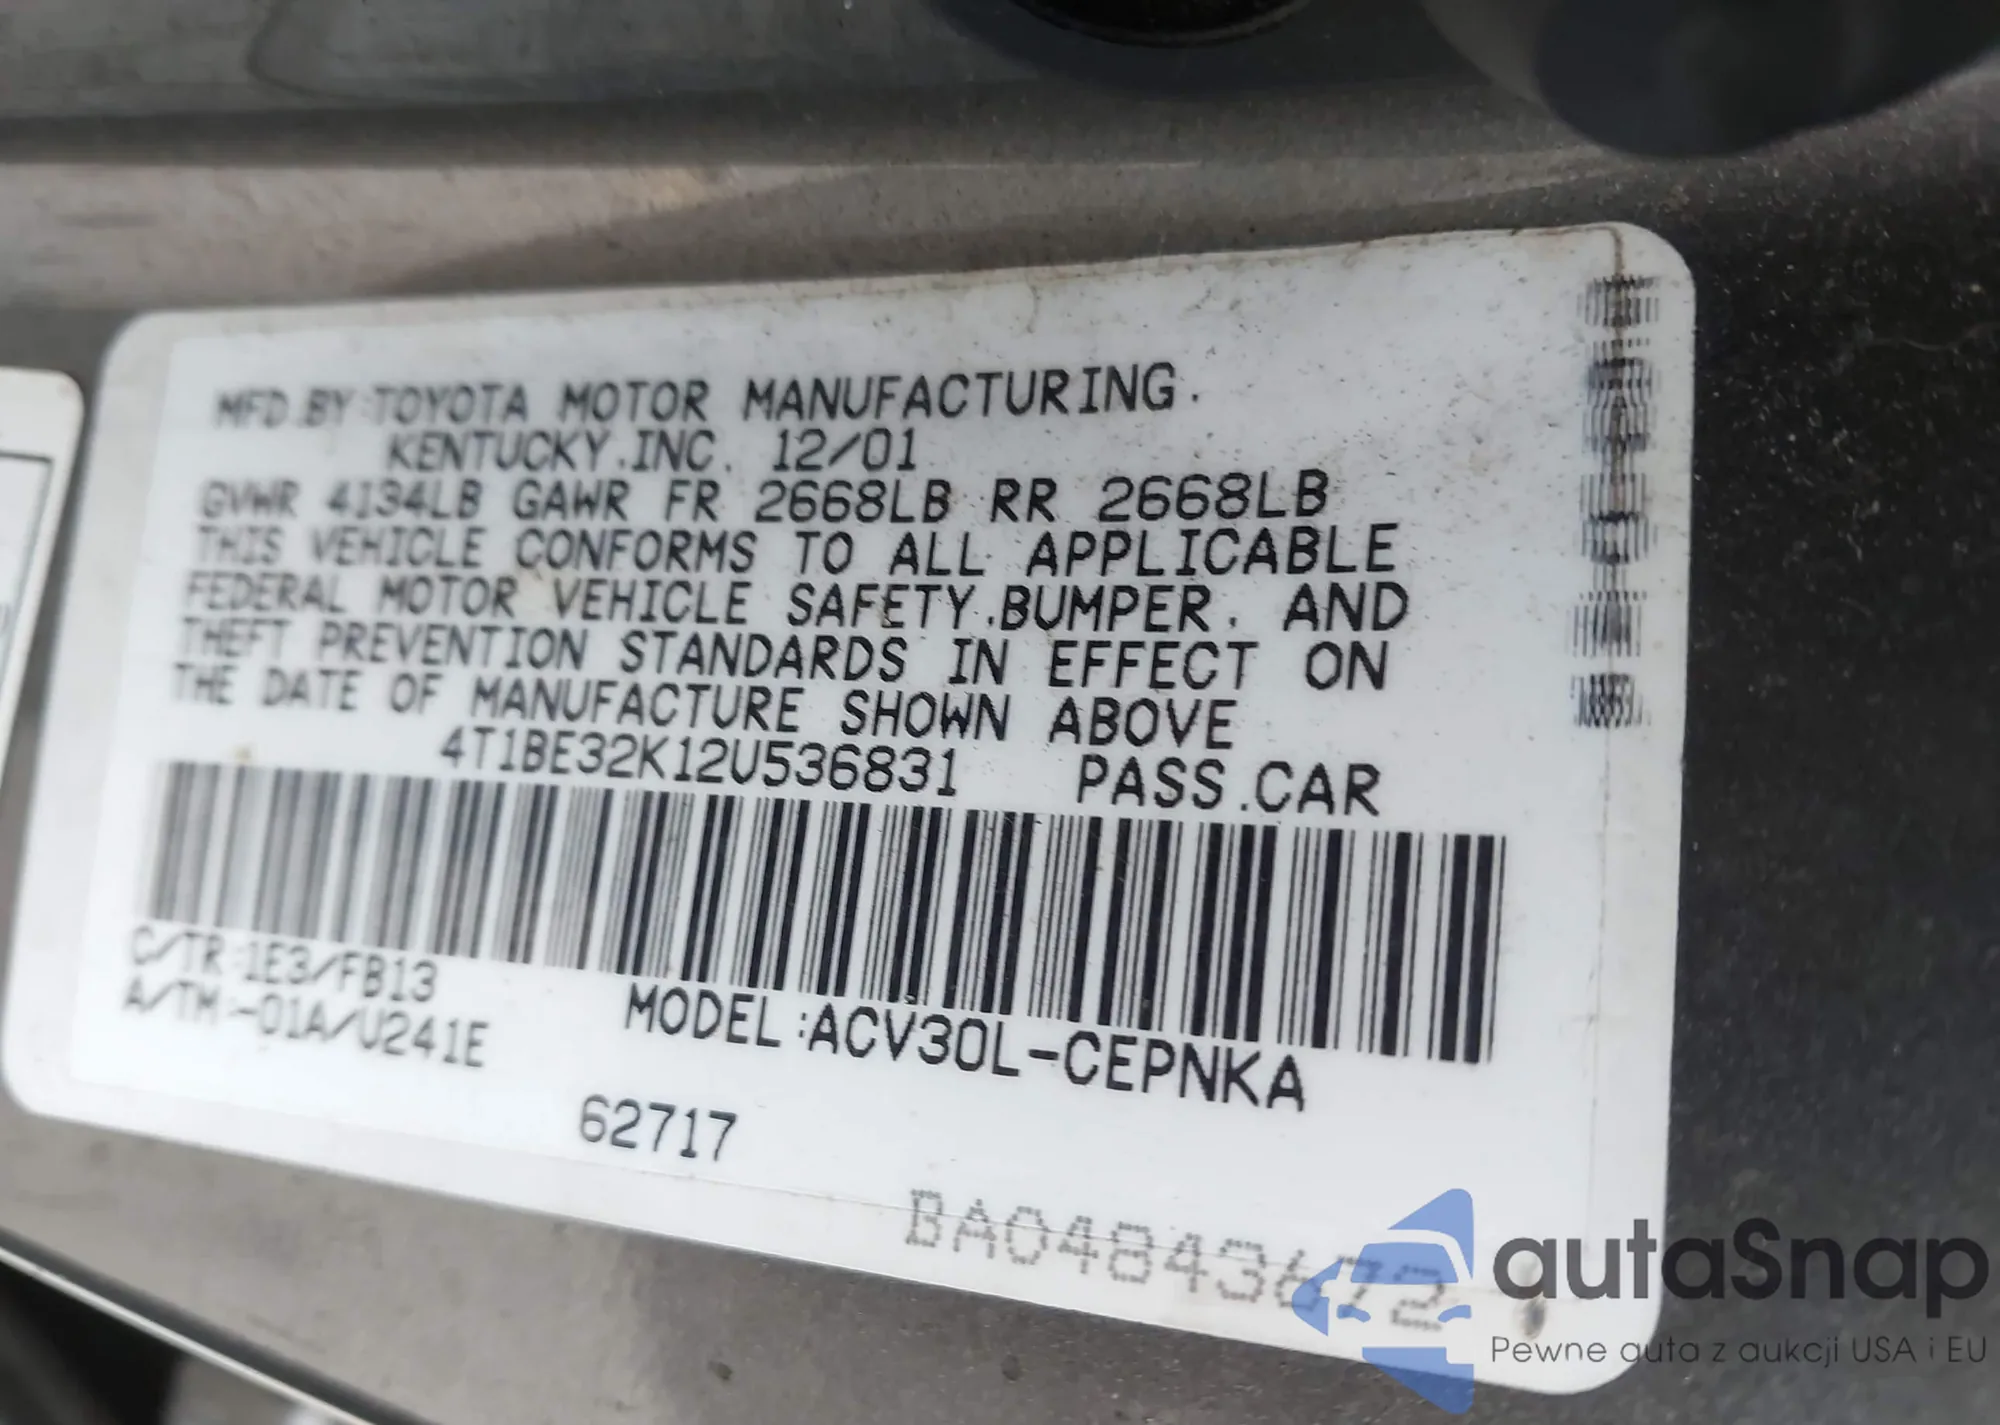 MFD.BY:TOYOTA MOTOR MANUFACTURING.
KENTUCKY.INC. 12/01
GVWR 4134LB GAWR FR 2668LB RR 2668LB
THIS VEHICLE CONFORMS TO ALL APPLICABLE
FEDERAL MOTOR VEHICLE SAFETY.BUMPER. AND
THEFT PREVENTION STANDARDS IN EFFECT ON
THE DATE OF MANUFACTURE SHOWN ABOVE
4T1BE32K12U536831 PASS.CAR
C/TR:1E3/FB13
A/TM:-01A/U241E
MODEL:ACV30L-CEPNKA
62717
BA04843672
autaSnap
Pewne auta z aukcji USA i EU